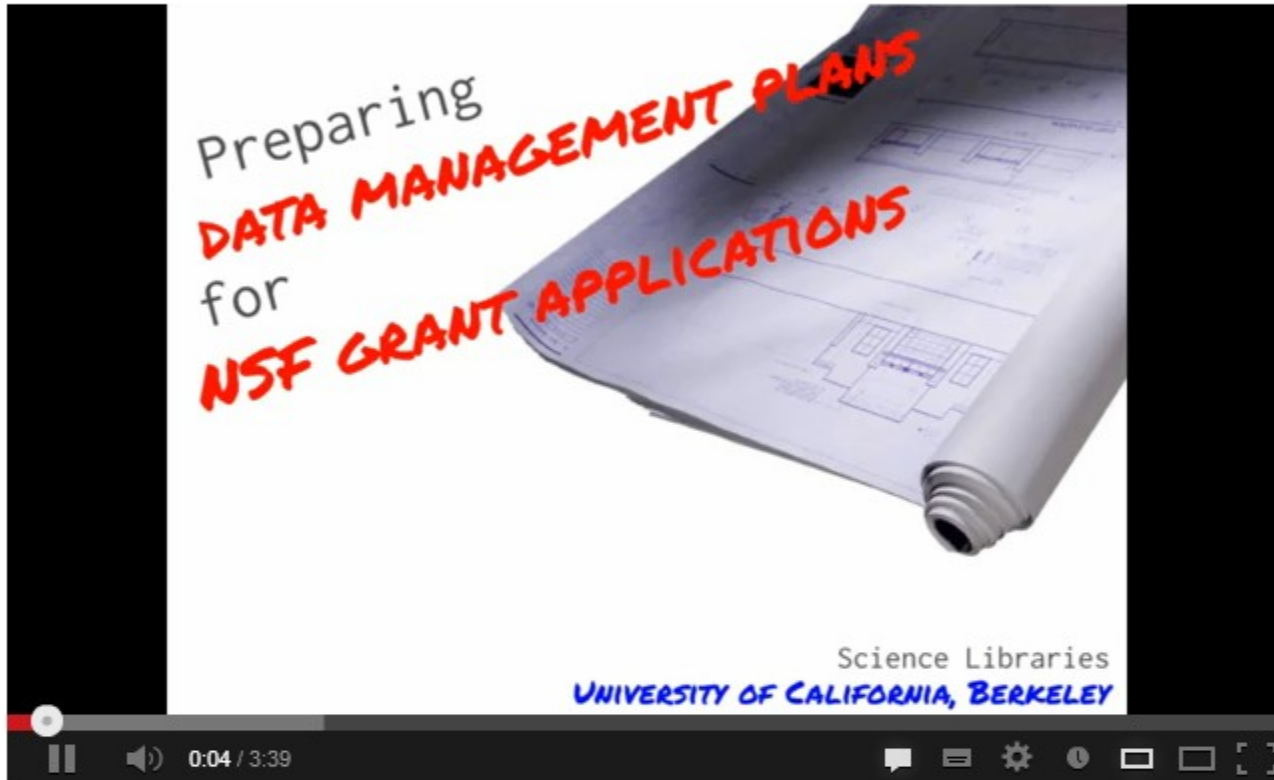 Preparing
DATA MANAGEMENT PLANS
for
NSF GRANT APPLICATIONS
Science Libraries
UNIVERSITY OF CALIFORNIA, BERKELEY
0:04 / 3:39